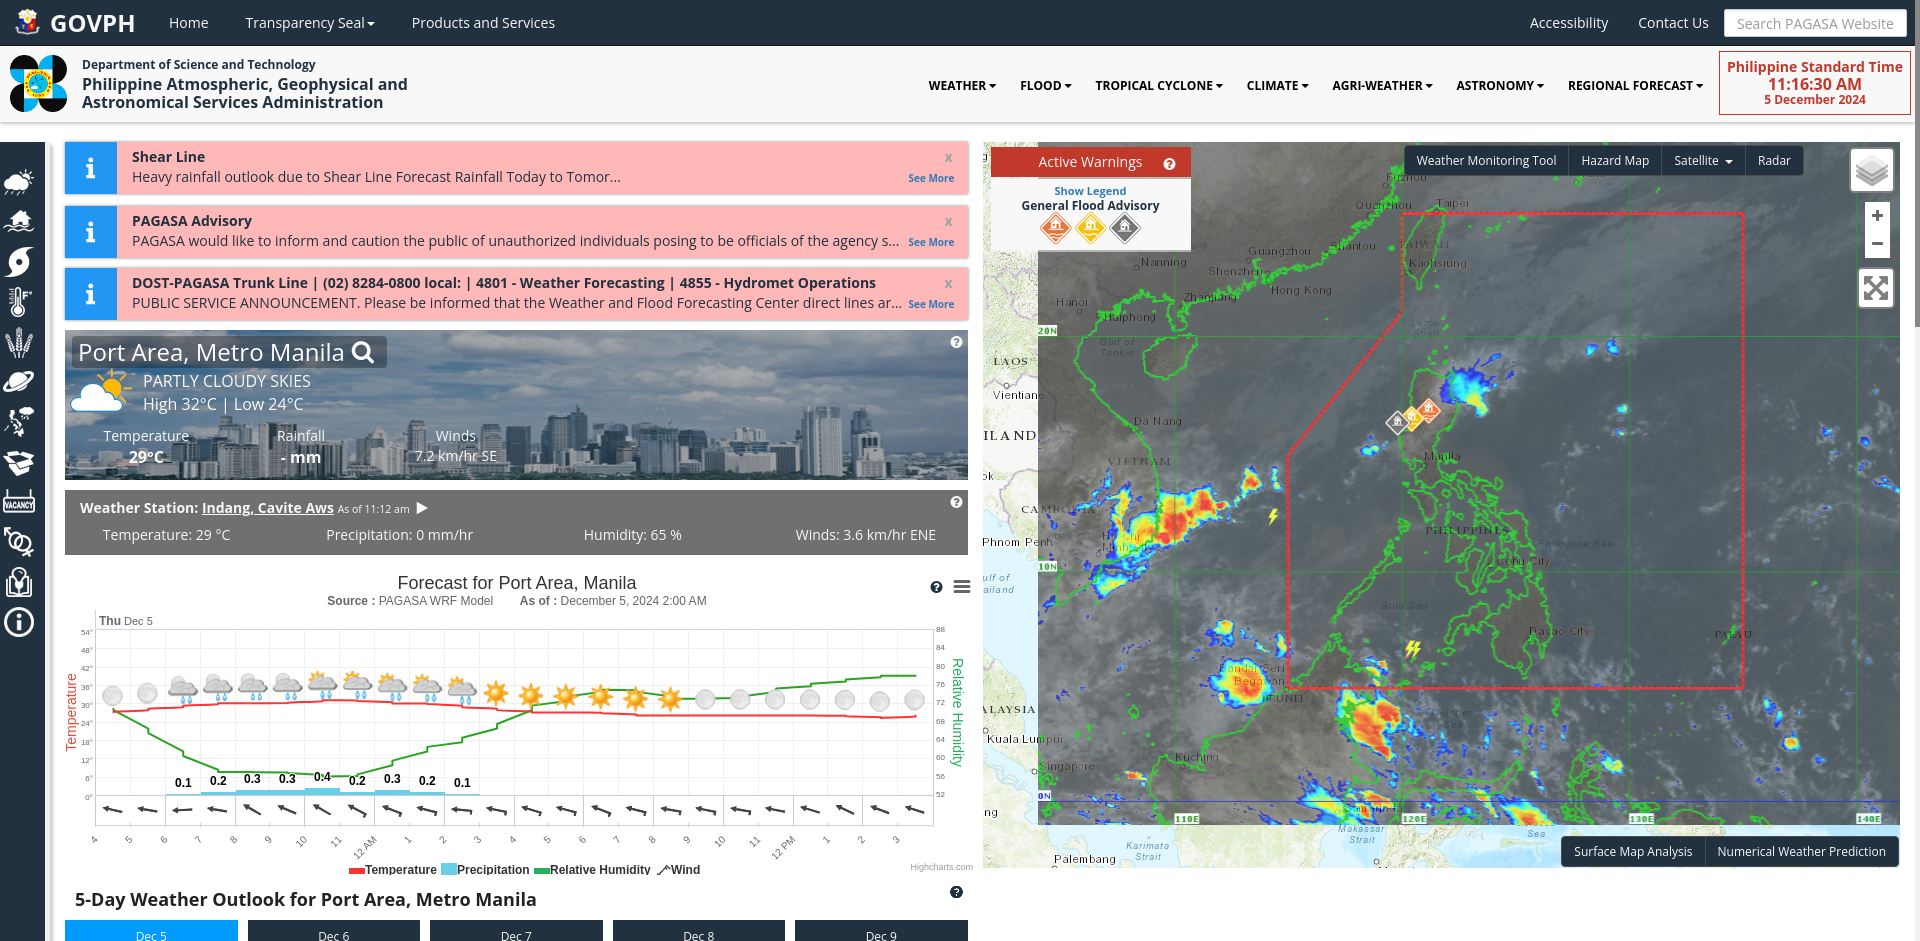 GOVPH
Home
Transparency Seal
Products and Services
Accessibility
Contact Us
Search PAGASA Website
Department of Science and Technology
Philippine Atmospheric, Geophysical and
Astronomical Services Administration
WEATHER
FLOOD
TROPICAL CYCLONE
CLIMATE
AGRI-WEATHER
ASTRONOMY
REGIONAL FORECAST
Philippine Standard Time
11:16:30 AM
5 December 2024
VACANCY
Shear Line
x
Heavy rainfall outlook due to Shear Line Forecast Rainfall Today to Tomor...
See More
PAGASA Advisory
x
PAGASA would like to inform and caution the public of unauthorized individuals posing to be officials of the agency s...
See More
DOST-PAGASA Trunk Line | (02) 8284-0800 local: | 4801 - Weather Forecasting | 4855 - Hydromet Operations
x
PUBLIC SERVICE ANNOUNCEMENT. Please be informed that the Weather and Flood Forecasting Center direct lines ar...
See More
Port Area, Metro Manila
PARTLY CLOUDY SKIES
High 32°C | Low 24°C
Temperature
29°C
Rainfall
- mm
Winds
7.2 km/hr SE
Weather Station: Indang, Cavite Aws As of 11:12 am
Temperature: 29 °C
Precipitation: 0 mm/hr
Humidity: 65 %
Winds: 3.6 km/hr ENE
Forecast for Port Area, Manila
Source : PAGASA WRF Model As of : December 5, 2024 2:00 AM
Thu Dec 5
Temperature
54°
48°
42°
36°
30°
24°
18°
12°
6°
0°
88
84
80
76
72
68
64
60
56
52
Relative Humidity
0.1
0.2
0.3
0.3
0.4
0.2
0.3
0.2
0.1
4
5
6
7
8
9
10
11
12 AM
1
2
3
4
5
6
7
8
9
10
11
12 PM
1
2
3
Temperature
Precipitation
Relative Humidity
Wind
Highcharts.com
5-Day Weather Outlook for Port Area, Metro Manila
Dec 5
Dec 6
Dec 7
Dec 8
Dec 9
Active Warnings
Show Legend
General Flood Advisory
Weather Monitoring Tool
Hazard Map
Satellite
Radar
+
−
Fuzhou
Quanzhou
Taipei
TAIWAN
Kaohsiung
Shantou
Guangzhou
Shenzhen
Hong Kong
Nanning
Zhanjiang
Hanoi
Haiphong
Gulf of
Tonkin
Luzon
Strait
20N
LAOS
Vientiane
Da Nang
ILAND
VIETNAM
Manila
ok
CAMBODIA
Phnom Penh
Ho Chi
Minh City
PHILIPPINES
Philippine Sea
Cebu City
10N
ulf of
ailand
Sulu Sea
Davao City
PALAU
Bandar Seri
Begawan
BRUNEI
ALAYSIA
Kuala Lumpur
Kuching
Singapore
0N
110E
120E
130E
140E
ng
Palembang
Karimata
Strait
Makassar
Strait
Sea
Surface Map Analysis
Numerical Weather Prediction